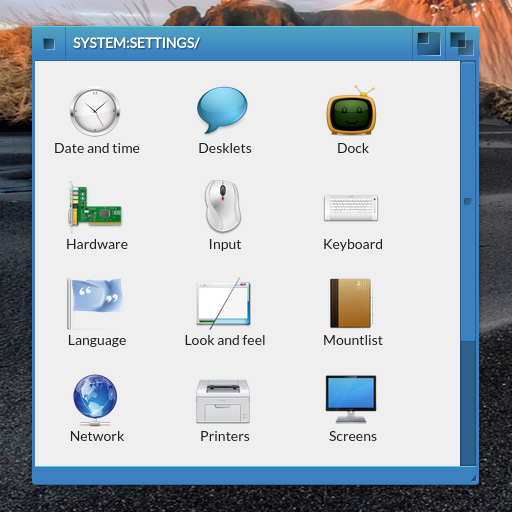 SYSTEM:SETTINGS/
Date and time
Desklets
Dock
Hardware
Input
Keyboard
Language
Look and feel
Mountlist
Network
Printers
Screens